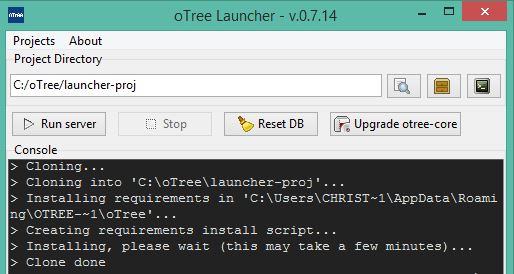 oTree Launcher - v.0.7.14
Projects About
Project Directory
C:/oTree/launcher-proj
Run server Stop Reset DB Upgrade otree-core
Console
> Cloning...
> Cloning into 'C:\oTree\launcher-proj'...
> Installing requirements in 'C:\Users\CHRIST~1\AppData\Roami
ng\OTREE-~1\oTree'...
> Creating requirements install script...
> Installing, please wait (this may take a few minutes)...
> Clone done